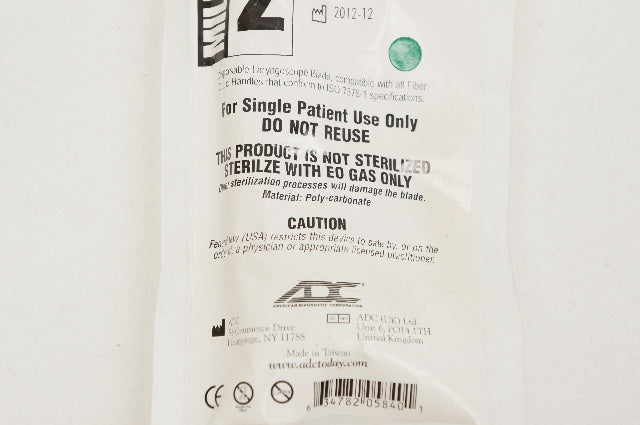 2
2012-12
Disposable Laryngoscope Blade, compatible with all Fiber
Handles that conform to ISO 7376-1 specifications.
For Single Patient Use Only
DO NOT REUSE
THIS PRODUCT IS NOT STERILIZED
STERILZE WITH EO GAS ONLY
Other sterilization processes will damage the blade.
Material: Poly-carbonate
CAUTION
Federal law (USA) restricts this device to sale by, or on the
order of, a physician or appropriate licensed practitioner.
ADC
AMERICAN DIAGNOSTIC CORPORATION
ADC
Commerce Drive
Hauppauge, NY 11788
ADC (UK) Ltd.
Unit 6, PO14 1TH
United Kingdom
Made in Taiwan
www.adctoday.com
CE
6 34782 05840 1